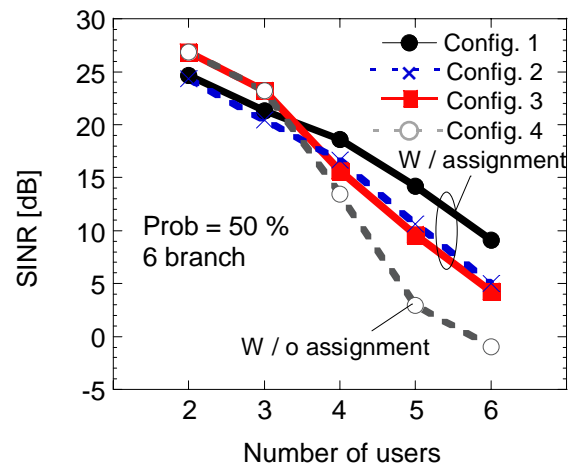 30
25
20
15
10
5
0
-5
SINR [dB]
Config. 1
Config. 2
Config. 3
Config. 4
W / assignment
Prob = 50 %
6 branch
W / o assignment
2 3 4 5 6
Number of users